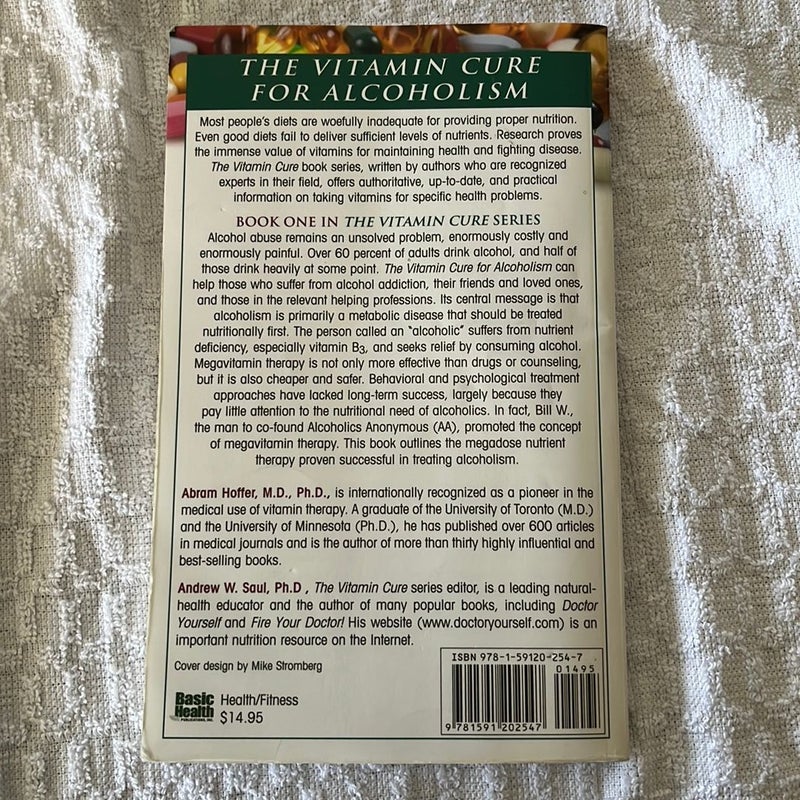 THE VITAMIN CURE
FOR ALCOHOLISM
Most people's diets are woefully inadequate for providing proper nutrition.
Even good diets fail to deliver sufficient levels of nutrients. Research proves
the immense value of vitamins for maintaining health and fighting disease.
The Vitamin Cure book series, written by authors who are recognized
experts in their field, offers authoritative, up-to-date, and practical
information on taking vitamins for specific health problems.
BOOK ONE IN THE VITAMIN CURE SERIES
Alcohol abuse remains an unsolved problem, enormously costly and
enormously painful. Over 60 percent of adults drink alcohol, and half of
those drink heavily at some point. The Vitamin Cure for Alcoholism can
help those who suffer from alcohol addiction, their friends and loved ones,
and those in the relevant helping professions. Its central message is that
alcoholism is primarily a metabolic disease that should be treated
nutritionally first. The person called an "alcoholic" suffers from nutrient
deficiency, especially vitamin B3, and seeks relief by consuming alcohol.
Megavitamin therapy is not only more effective than drugs or counseling,
but it is also cheaper and safer. Behavioral and psychological treatment
approaches have lacked long-term success, largely because they
pay little attention to the nutritional need of alcoholics. In fact, Bill W.,
the man to co-found Alcoholics Anonymous (AA), promoted the concept
of megavitamin therapy. This book outlines the megadose nutrient
therapy proven successful in treating alcoholism.
Abram Hoffer, M.D., Ph.D., is internationally recognized as a pioneer in the
medical use of vitamin therapy. A graduate of the University of Toronto (M.D.)
and the University of Minnesota (Ph.D.), he has published over 600 articles
in medical journals and is the author of more than thirty highly influential and
best-selling books.
Andrew W. Saul, Ph.D , The Vitamin Cure series editor, is a leading natural-
health educator and the author of many popular books, including Doctor
Yourself and Fire Your Doctor! His website (www.doctoryourself.com) is an
important nutrition resource on the Internet.
Cover design by Mike Stromberg
Basic
Health
PUBLICATIONS, INC.
Health/Fitness
$14.95
ISBN 978-1-59120-254-7
01495
9 781591 202547